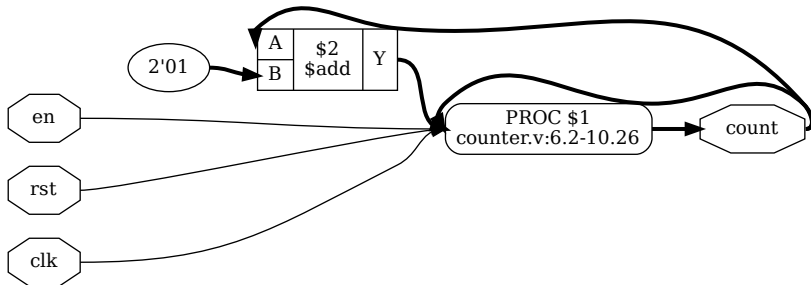 A
$2
$add
Y
2'01
B
PROC $1
counter.v:6.2-10.26
en
count
rst
clk